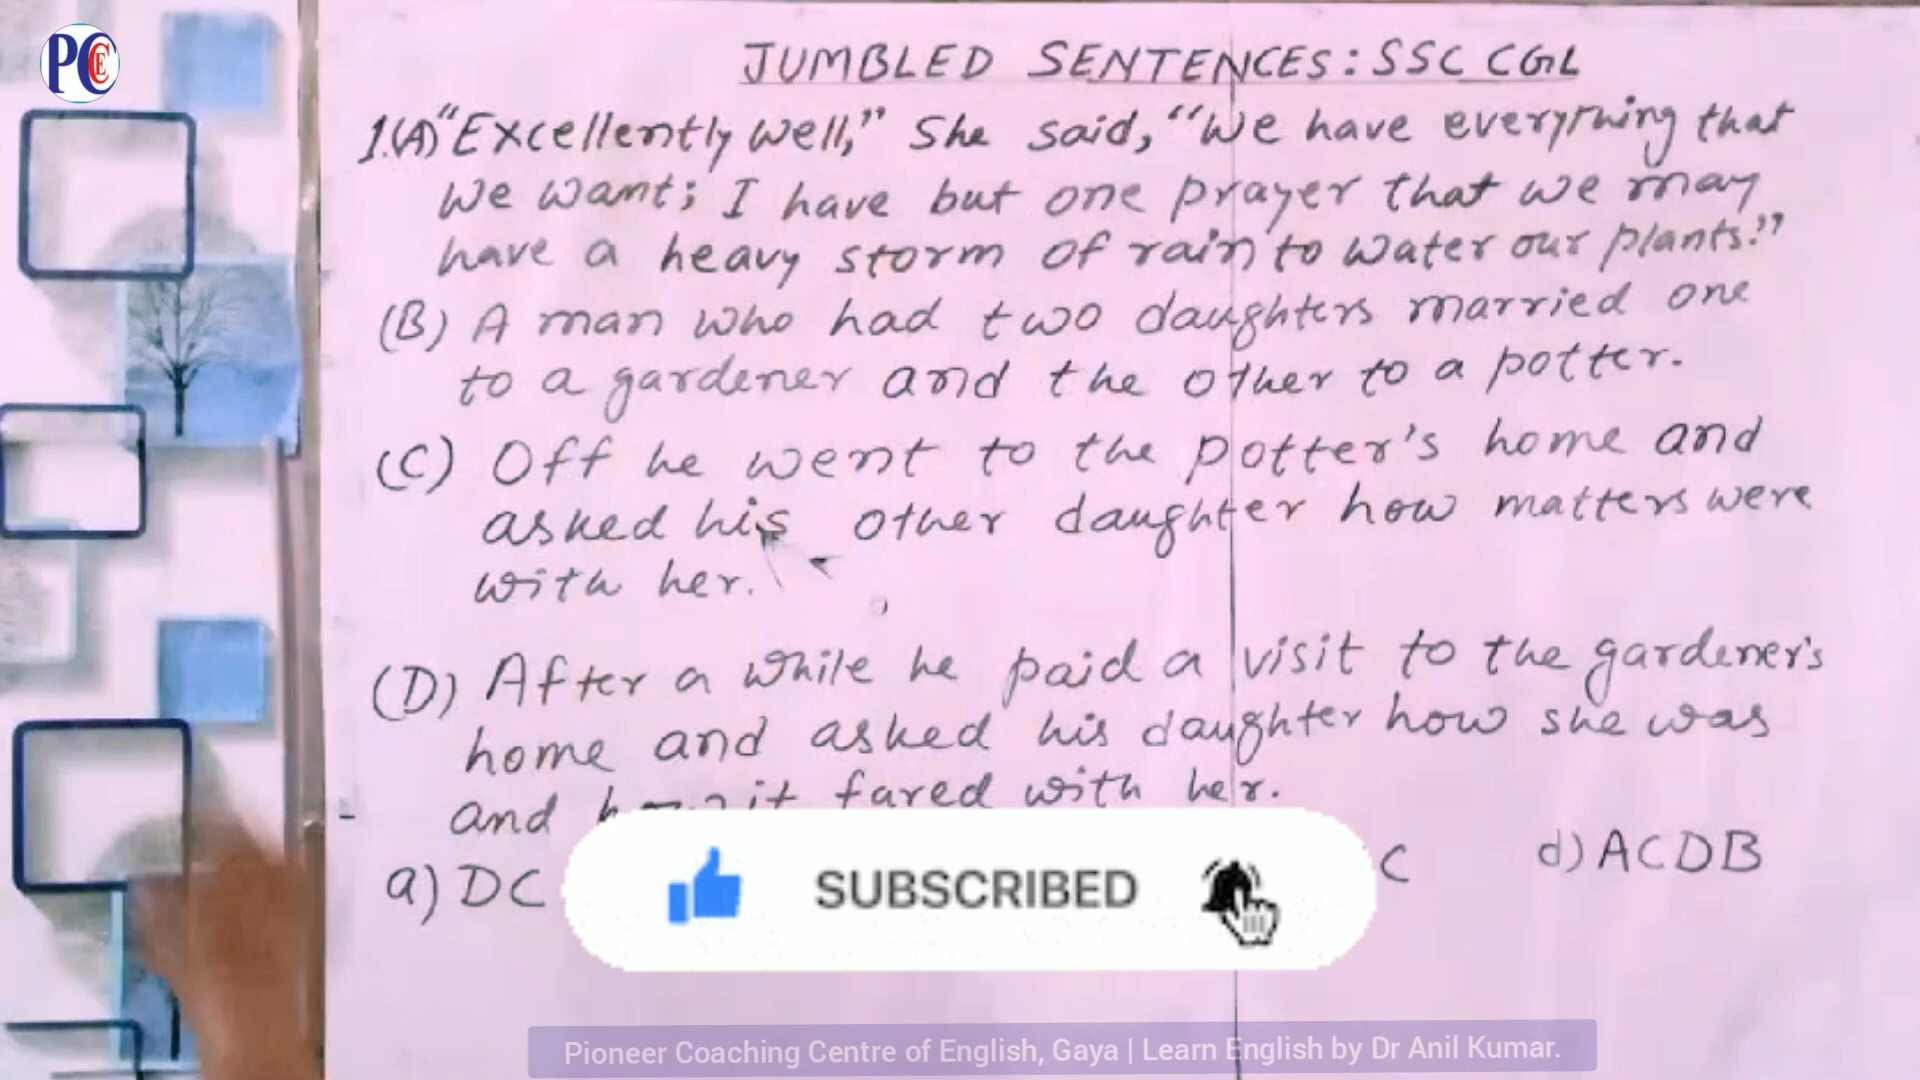 PCEC
JUMBLED SENTENCES: SSC CGL
1.(A) "Excellently well," She said, "We have everything that
we want; I have but one prayer that we may
have a heavy storm of rain to water our plants."
(B) A man who had two daughters married one
to a gardener and the other to a potter.
(C) Off he went to the potter's home and
asked his other daughter how matters were
with her.
(D) After a while he paid a visit to the gardener's
home and asked his daughter how she was
and it fared with her.
a) DC C d) ACDB
SUBSCRIBED
Pioneer Coaching Centre of English, Gaya | Learn English by Dr Anil Kumar.